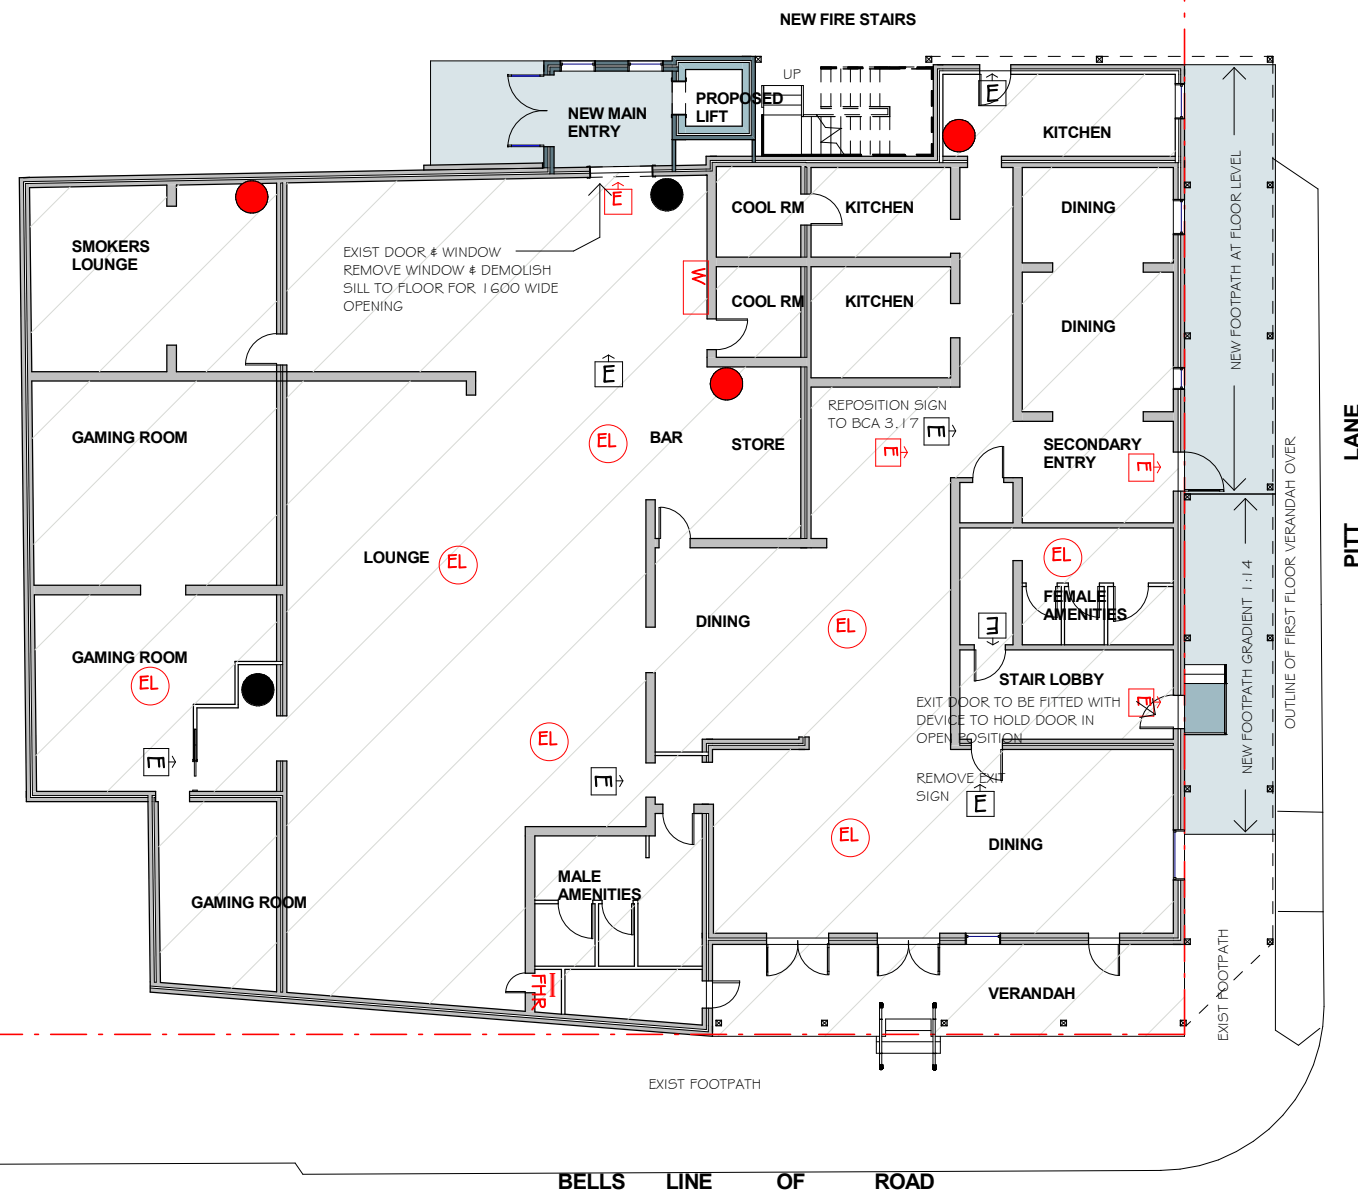 NEW FIRE STAIRS
UP
PROPOSED
LIFT
NEW MAIN
ENTRY
E
KITCHEN
SMOKERS
LOUNGE
E
COOL RM
KITCHEN
DINING
EXIST DOOR & WINDOW
REMOVE WINDOW & DEMOLISH
SILL TO FLOOR FOR 1600 WIDE
OPENING
W
COOL RM
KITCHEN
DINING
NEW FOOTPATH AT FLOOR LEVEL
E
GAMING ROOM
EL
BAR
STORE
REPOSITION SIGN
TO BCA 3.17
E
E
SECONDARY
ENTRY
E
OUTLINE OF FIRST FLOOR VERANDAH OVER
PITT LANE
LOUNGE
EL
EL
FEMALE
AMENITIES
NEW FOOTPATH GRADIENT 1:14
DINING
EL
E
GAMING ROOM
EL
STAIR LOBBY
EXIT DOOR TO BE FITTED WITH
DEVICE TO HOLD DOOR IN
OPEN POSITION
E
EL
E
E
REMOVE EXIT
SIGN
E
EL
DINING
MALE
AMENITIES
GAMING ROOM
FHR
VERANDAH
EXIST FOOTPATH
EXIST FOOTPATH
BELLS LINE OF ROAD